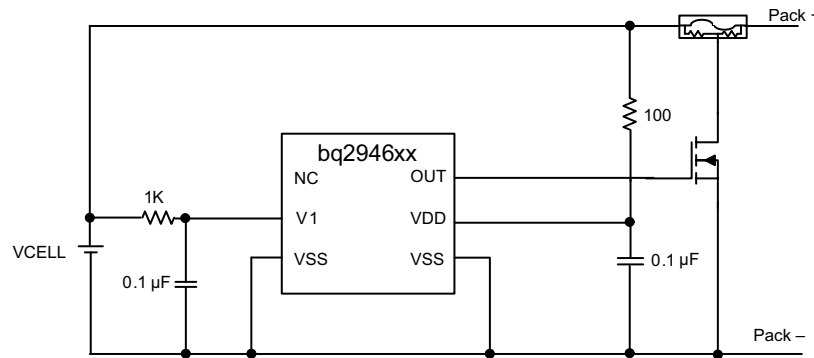 Pack +
100
bq2946xx
NC
OUT
1K
V1
VDD
VCELL
VSS
VSS
0.1 µF
0.1 µF
Pack –